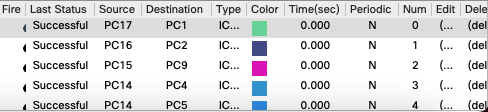 Fire Last Status Source Destination Type Color Time(sec) Periodic Num Edit Dele
Successful PC17 PC1 IC... 0.000 N 0 (... (del
Successful PC16 PC2 IC... 0.000 N 1 (... (del
Successful PC15 PC9 IC... 0.000 N 2 (... (del
Successful PC14 PC4 IC... 0.000 N 3 (... (del
Successful PC14 PC5 IC... 0.000 N 4 (... (del